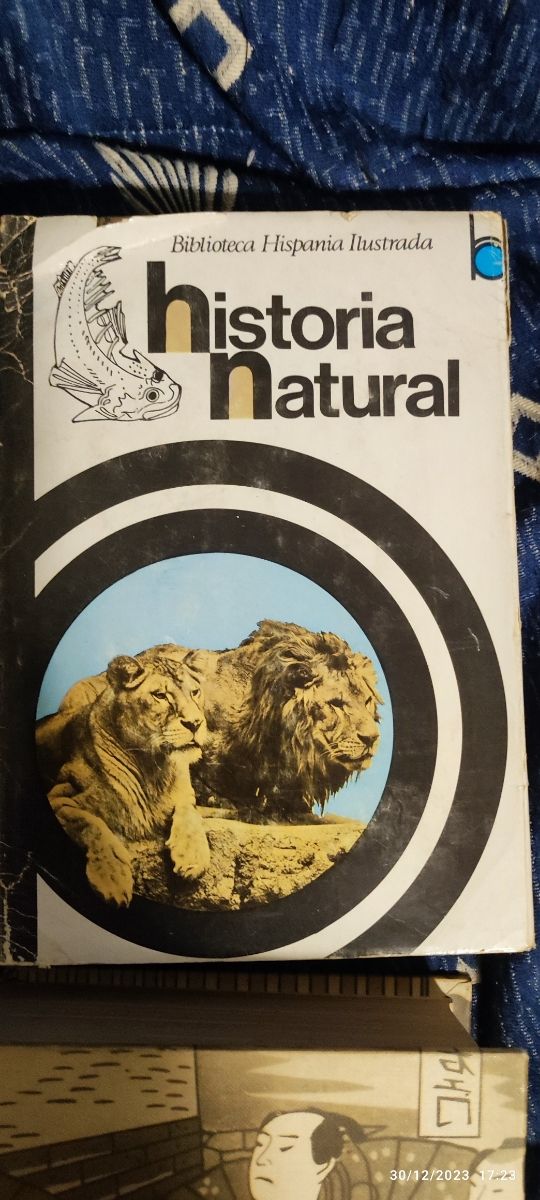 Biblioteca Hispania Ilustrada
historia
natural
30/12/2023 17:23